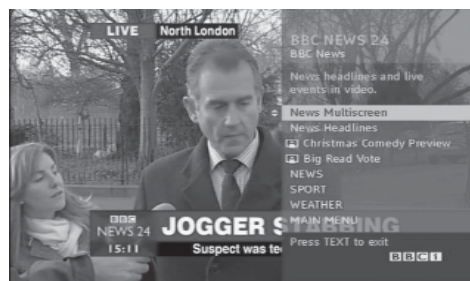 LIVE North London
BBC NEWS 24
BBC News
News headlines and live
events in video.
News Multiscreen
News Headlines
Christmas Comedy Preview
Big Read Vote
NEWS
SPORT
WEATHER
MAIN MENU
Press TEXT to exit
BBC 1
BBC
NEWS 24
15:11
JOGGER STABBING
Suspect was